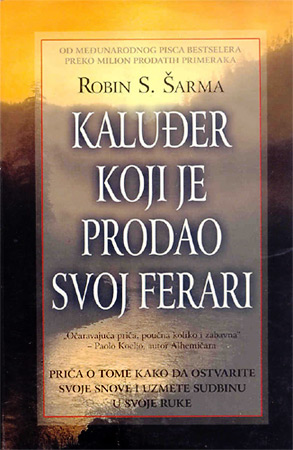 OD MEĐUNARODNOG PISCA BESTSELERA
PREKO MILION PRODATIH PRIMERAKA
ROBIN S. ŠARMA
KALUĐER
KOJI JE
PRODAO
SVOJ FERARI
„Očaravajuća priča, poučna koliko i zabavna“
– Paolo Koeljo, autor Alhemičara
PRIČA O TOME KAKO DA OSTVARITE
SVOJE SNOVE I UZMETE SUDBINU
U SVOJE RUKE